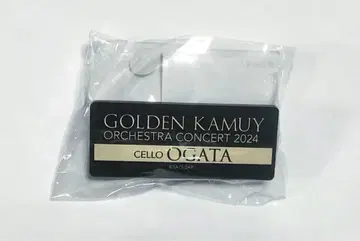 GOLDEN KAMUY
ORCHESTRA CONCERT 2024
CELLO OGATA